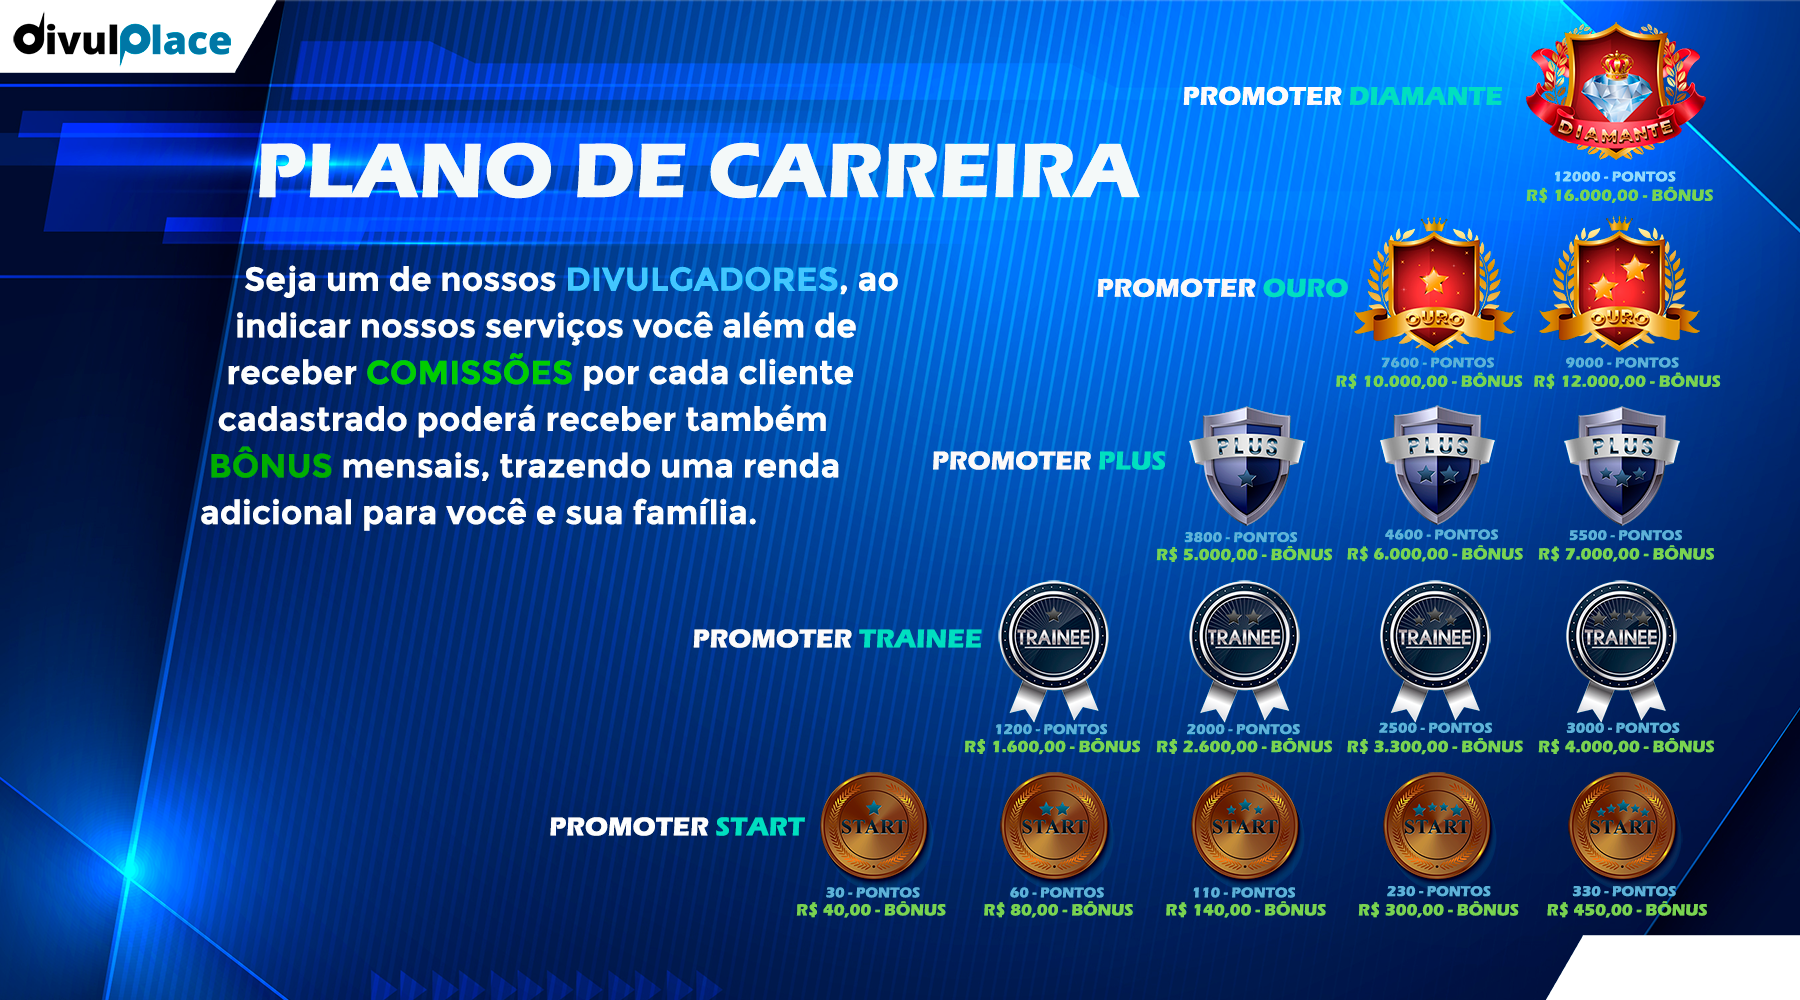 divulplace
PLANO DE CARREIRA
Seja um de nossos DIVULGADORES, ao
indicar nossos serviços você além de
receber COMISSÕES por cada cliente
cadastrado poderá receber também
BÔNUS mensais, trazendo uma renda
adicional para você e sua família.
PROMOTER DIAMANTE
DIAMANTE
12000 - PONTOS
R$ 16.000,00 - BÔNUS
PROMOTER OURO
OURO
7600 - PONTOS
R$ 10.000,00 - BÔNUS
OURO
9000 - PONTOS
R$ 12.000,00 - BÔNUS
PROMOTER PLUS
PLUS
3800 - PONTOS
R$ 5.000,00 - BÔNUS
PLUS
4600 - PONTOS
R$ 6.000,00 - BÔNUS
PLUS
5500 - PONTOS
R$ 7.000,00 - BÔNUS
PROMOTER TRAINEE
TRAINEE
1200 - PONTOS
R$ 1.600,00 - BÔNUS
TRAINEE
2000 - PONTOS
R$ 2.600,00 - BÔNUS
TRAINEE
2500 - PONTOS
R$ 3.300,00 - BÔNUS
TRAINEE
3000 - PONTOS
R$ 4.000,00 - BÔNUS
PROMOTER START
START
30 - PONTOS
R$ 40,00 - BÔNUS
START
60 - PONTOS
R$ 80,00 - BÔNUS
START
110 - PONTOS
R$ 140,00 - BÔNUS
START
230 - PONTOS
R$ 300,00 - BÔNUS
START
330 - PONTOS
R$ 450,00 - BÔNUS